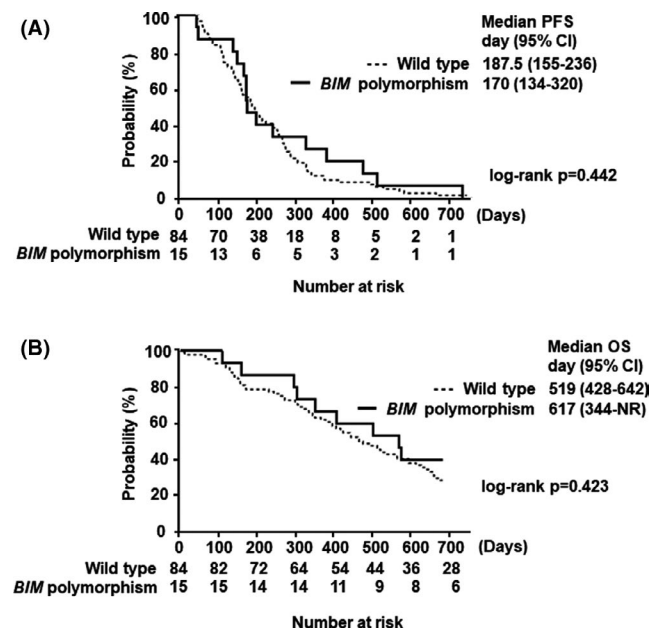 (A)
Median PFS
day (95% CI)
Wild type 187.5 (155-236)
BIM polymorphism 170 (134-320)
Probability (%)
100
80
60
40
20
0
log-rank p=0.442
0 100 200 300 400 500 600 700 (Days)
Wild type 84 70 38 18 8 5 2 1
BIM polymorphism 15 13 6 5 3 2 1 1
Number at risk
(B)
Median OS
day (95% CI)
Wild type 519 (428-642)
BIM polymorphism 617 (344-NR)
Probability (%)
100
80
60
40
20
0
log-rank p=0.423
0 100 200 300 400 500 600 700 (Days)
Wild type 84 82 72 64 54 44 36 28
BIM polymorphism 15 15 14 14 11 9 8 6
Number at risk